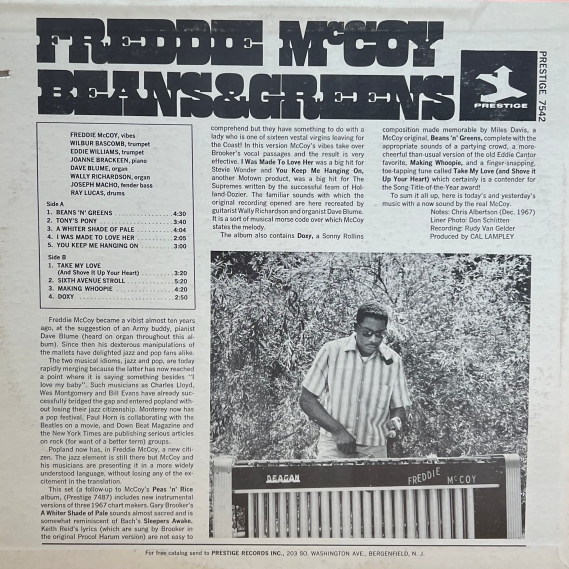 FREDDIE McCOY
BEANS & GREENS
PRESTIGE
PRESTIGE 7542
FREDDIE McCOY, vibes
WILBUR BASCOMB, trumpet
EDDIE WILLIAMS, trumpet
JOANNE BRACKEEN, piano
DAVE BLUME, organ
WALLY RICHARDSON, guitar
JOSEPH MACHO, fender bass
RAY LUCAS, drums
Side A
1. BEANS 'N' GREENS 4:30
2. TONY'S PONY 3:40
3. A WHITER SHADE OF PALE 4:04
4. I WAS MADE TO LOVE HER 2:05
5. YOU KEEP ME HANGING ON 3:00
Side B
1. TAKE MY LOVE
(And Shove It Up Your Heart) 3:20
2. SIXTH AVENUE STROLL 5:20
3. MAKING WHOOPIE 4:20
4. DOXY 2:50
Freddie McCoy became a vibist almost ten years
ago, at the suggestion of an Army buddy, pianist
Dave Blume (heard on organ throughout this al-
bum). Since then his dexterous manipulations of
the mallets have delighted jazz and pop fans alike.
The two musical idioms, jazz and pop, are today
rapidly merging because the latter has now reached
a point where it is saying something besides "I
love my baby". Such musicians as Charles Lloyd,
Wes Montgomery and Bill Evans have already suc-
cessfully bridged the gap and entered popland with-
out losing their jazz citizenship. Monterey now has
a pop festival, Paul Horn is collaborating with the
Beatles on a movie, and Down Beat Magazine and
the New York Times are publishing serious articles
on rock (for want of a better term) groups.
Popland now has, in Freddie McCoy, a new citi-
zen. The jazz element is still there but McCoy and
his musicians are presenting it in a more widely
understood language, without losing any of the ex-
citement in the translation.
This set (a follow-up to McCoy's Peas 'n' Rice
album, (Prestige 7487) includes new instrumental
versions of three 1967 chart makers. Gary Brooker's
A Whiter Shade of Pale sounds almost sacred and is
somewhat reminiscent of Bach's Sleepers Awake.
Keith Reid's lyrics (which are sung by Brooker in
the original Procol Harum version) are not easy to
comprehend but they have something to do with a
lady who is one of sixteen vestal virgins leaving for
the Coast! In this version McCoy's vibes take over
Brooker's vocal passages and the result is very
effective. I Was Made To Love Her was a big hit for
Stevie Wonder and You Keep Me Hanging On,
another Motown product, was a big hit for The
Supremes written by the successful team of Hol-
land-Dozier. The familiar sounds with which the
original recording opened are here recreated by
guitarist Wally Richardson and organist Dave Blume.
It is a sort of musical morse code over which McCoy
states the melody.
The album also contains Doxy, a Sonny Rollins
composition made memorable by Miles Davis, a
McCoy original, Beans 'n' Greens, complete with the
appropriate sounds of a partying crowd, a more-
cheerful than-usual version of the old Eddie Cantor
favorite, Making Whoopie, and a finger-snapping,
toe-tapping tune called Take My Love (and Shove It
Up Your Heart) which certainly is a contender for
the Song-Title-of-the-Year award!
To sum it all up, here is today's and yesterday's
music with a now sound by the real McCoy.
Notes: Chris Albertson (Dec. 1967)
Liner Photo: Don Schlitten
Recording: Rudy Van Gelder
Produced by CAL LAMPLEY
DEAGAN
FREDDIE McCOY
For free catalog send to PRESTIGE RECORDS INC., 203 SO. WASHINGTON AVE., BERGENFIELD, N. J.